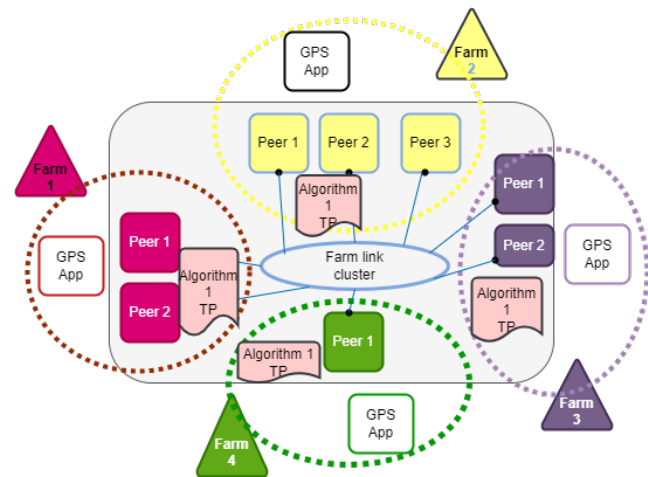 GPS
App
Farm
2
Peer 1
Peer 2
Peer 3
Algorithm
1
TP
Farm
1
Peer 1
GPS
App
Peer 2
Algorithm
1
TP
Farm link
cluster
Peer 1
Peer 2
GPS
App
Algorithm
1
TP
Peer 1
Algorithm 1
TP
GPS
App
Farm
3
Farm
4